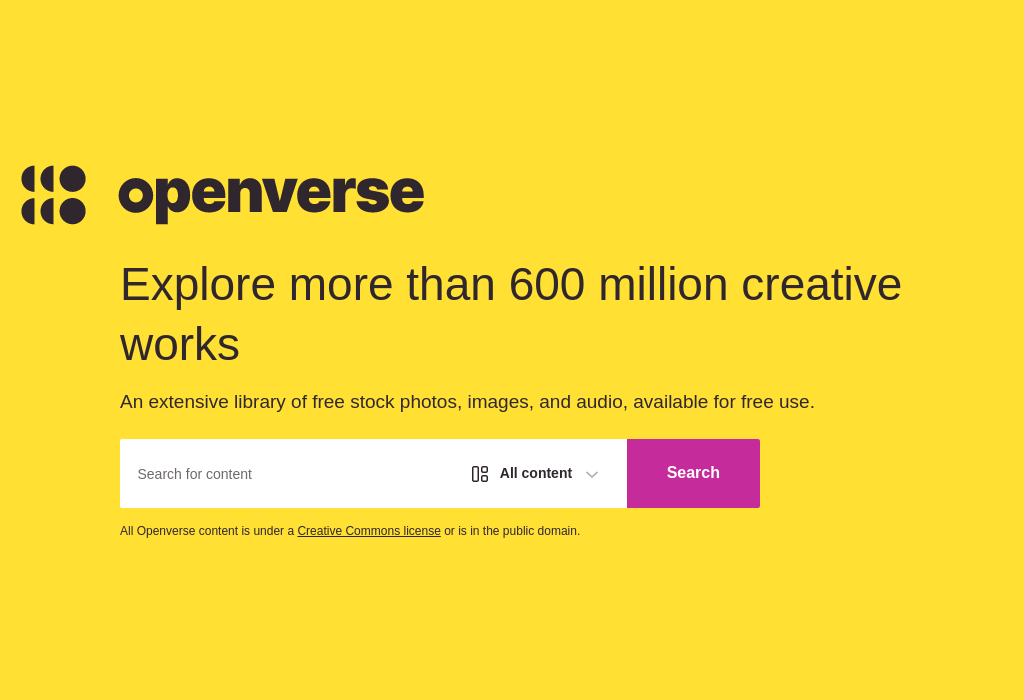 openverse
Explore more than 600 million creative
works
An extensive library of free stock photos, images, and audio, available for free use.
Search for content
All content
Search
All Openverse content is under a Creative Commons license or is in the public domain.